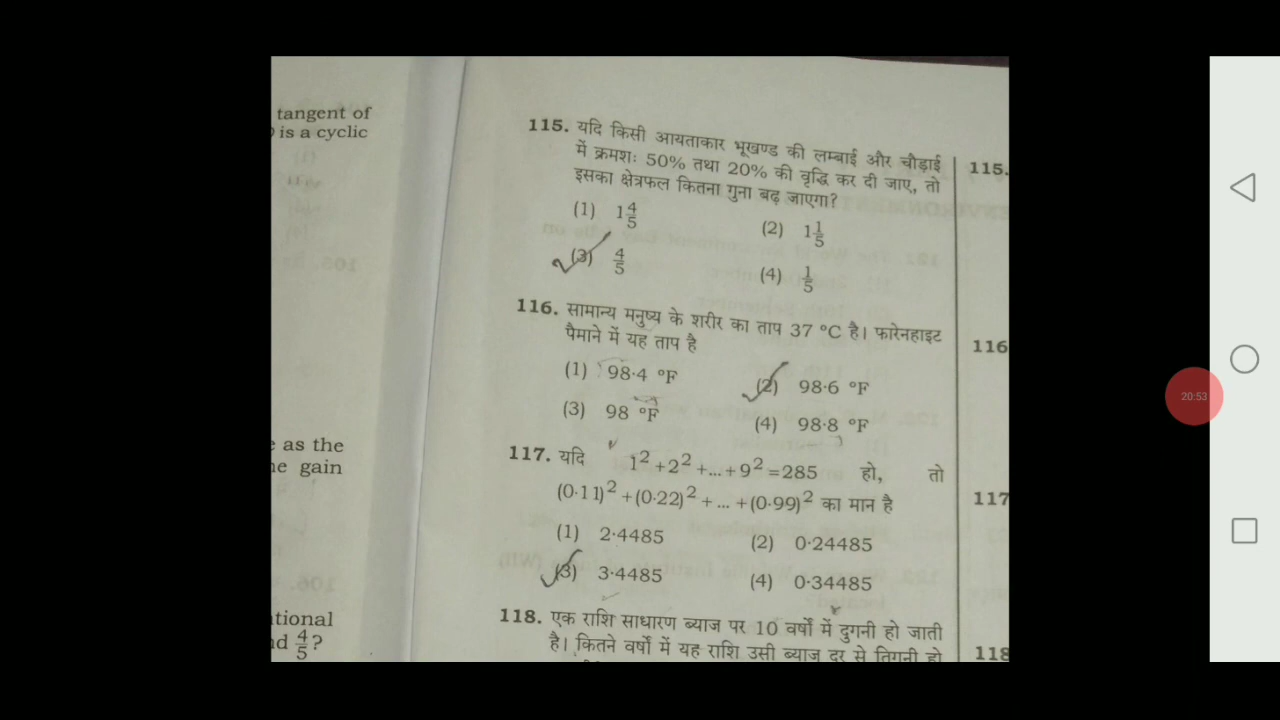 tangent of
is a cyclic
e as the
ne gain
tional
nd 4/5?
115. यदि किसी आयताकार भूखण्ड की लम्बाई और चौड़ाई
में क्रमशः 50% तथा 20% की वृद्धि कर दी जाए, तो
इसका क्षेत्रफल कितना गुना बढ़ जाएगा?
(1) 1 4/5 (2) 1 1/5
(3) 4/5 (4) 1/5
116. सामान्य मनुष्य के शरीर का ताप 37 °C है। फारेनहाइट
पैमाने में यह ताप है
(1) 98·4 °F (2) 98·6 °F
(3) 98 °F (4) 98·8 °F
117. यदि 1² + 2² + ... + 9² = 285 हो, तो
(0·11)² + (0·22)² + ... + (0·99)² का मान है
(1) 2·4485 (2) 0·24485
(3) 3·4485 (4) 0·34485
118. एक राशि साधारण ब्याज पर 10 वर्षों में दुगनी हो जाती
है। कितने वर्षों में यह राशि उसी ब्याज दर से तिगुनी हो
115.
116
117
118
20:53